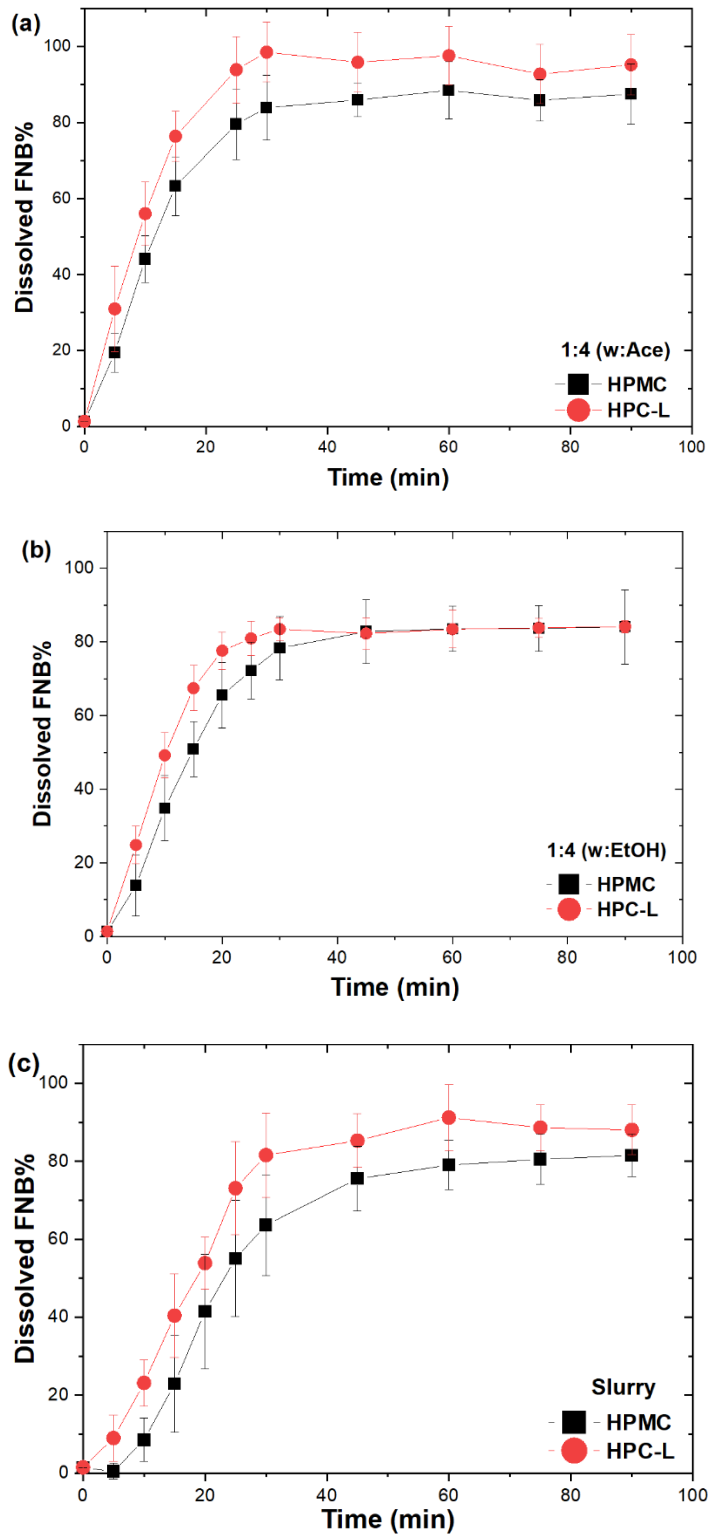 (a)
100
80
60
40
20
0
Dissolved FNB%
1:4 (w:Ace)
HPMC
HPC-L
0 20 40 60 80 100
Time (min)
(b)
100
80
60
40
20
0
Dissolved FNB%
1:4 (w:EtOH)
HPMC
HPC-L
0 20 40 60 80 100
Time (min)
(c)
100
80
60
40
20
0
Dissolved FNB%
Slurry
HPMC
HPC-L
0 20 40 60 80 100
Time (min)